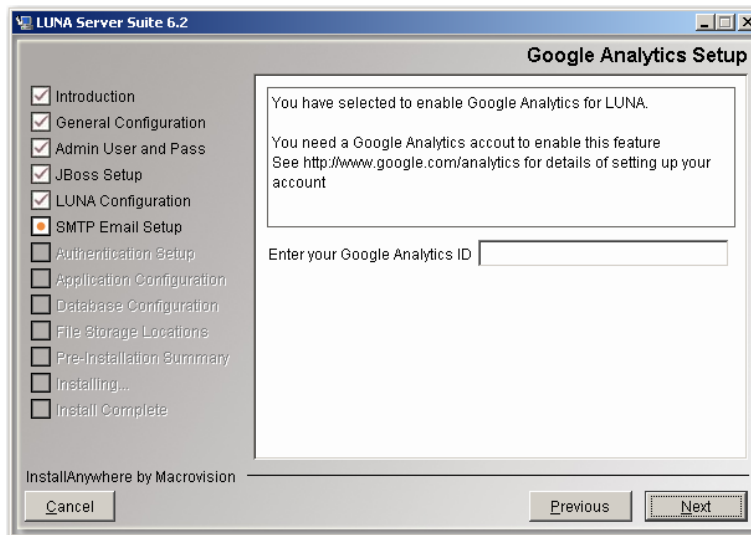 LUNA Server Suite 6.2
Google Analytics Setup
Introduction
General Configuration
Admin User and Pass
JBoss Setup
LUNA Configuration
SMTP Email Setup
Authentication Setup
Application Configuration
Database Configuration
File Storage Locations
Pre-Installation Summary
Installing...
Install Complete
You have selected to enable Google Analytics for LUNA.
You need a Google Analytics accout to enable this feature
See http://www.google.com/analytics for details of setting up your
account
Enter your Google Analytics ID
InstallAnywhere by Macrovision
Cancel
Previous
Next